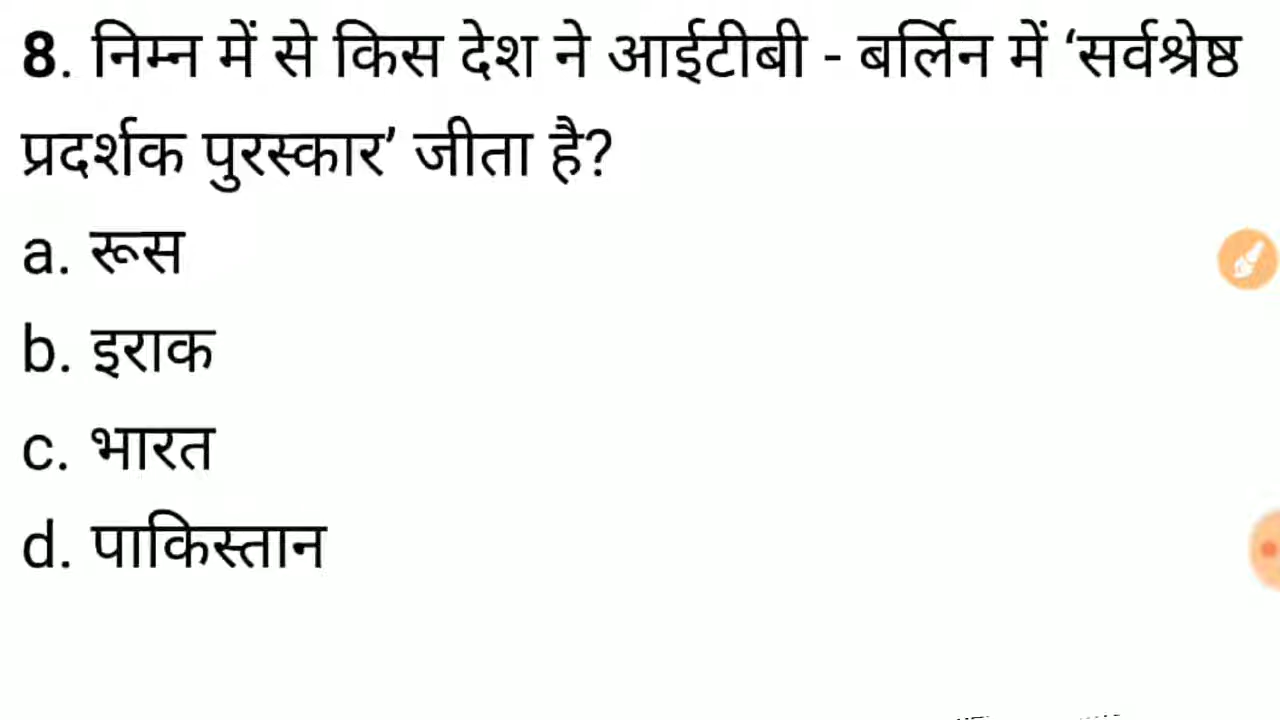 8. निम्न में से किस देश ने आईटीबी - बर्लिन में ‘सर्वश्रेष्ठ
प्रदर्शक पुरस्कार’ जीता है?
a. रूस
b. इराक
c. भारत
d. पाकिस्तान